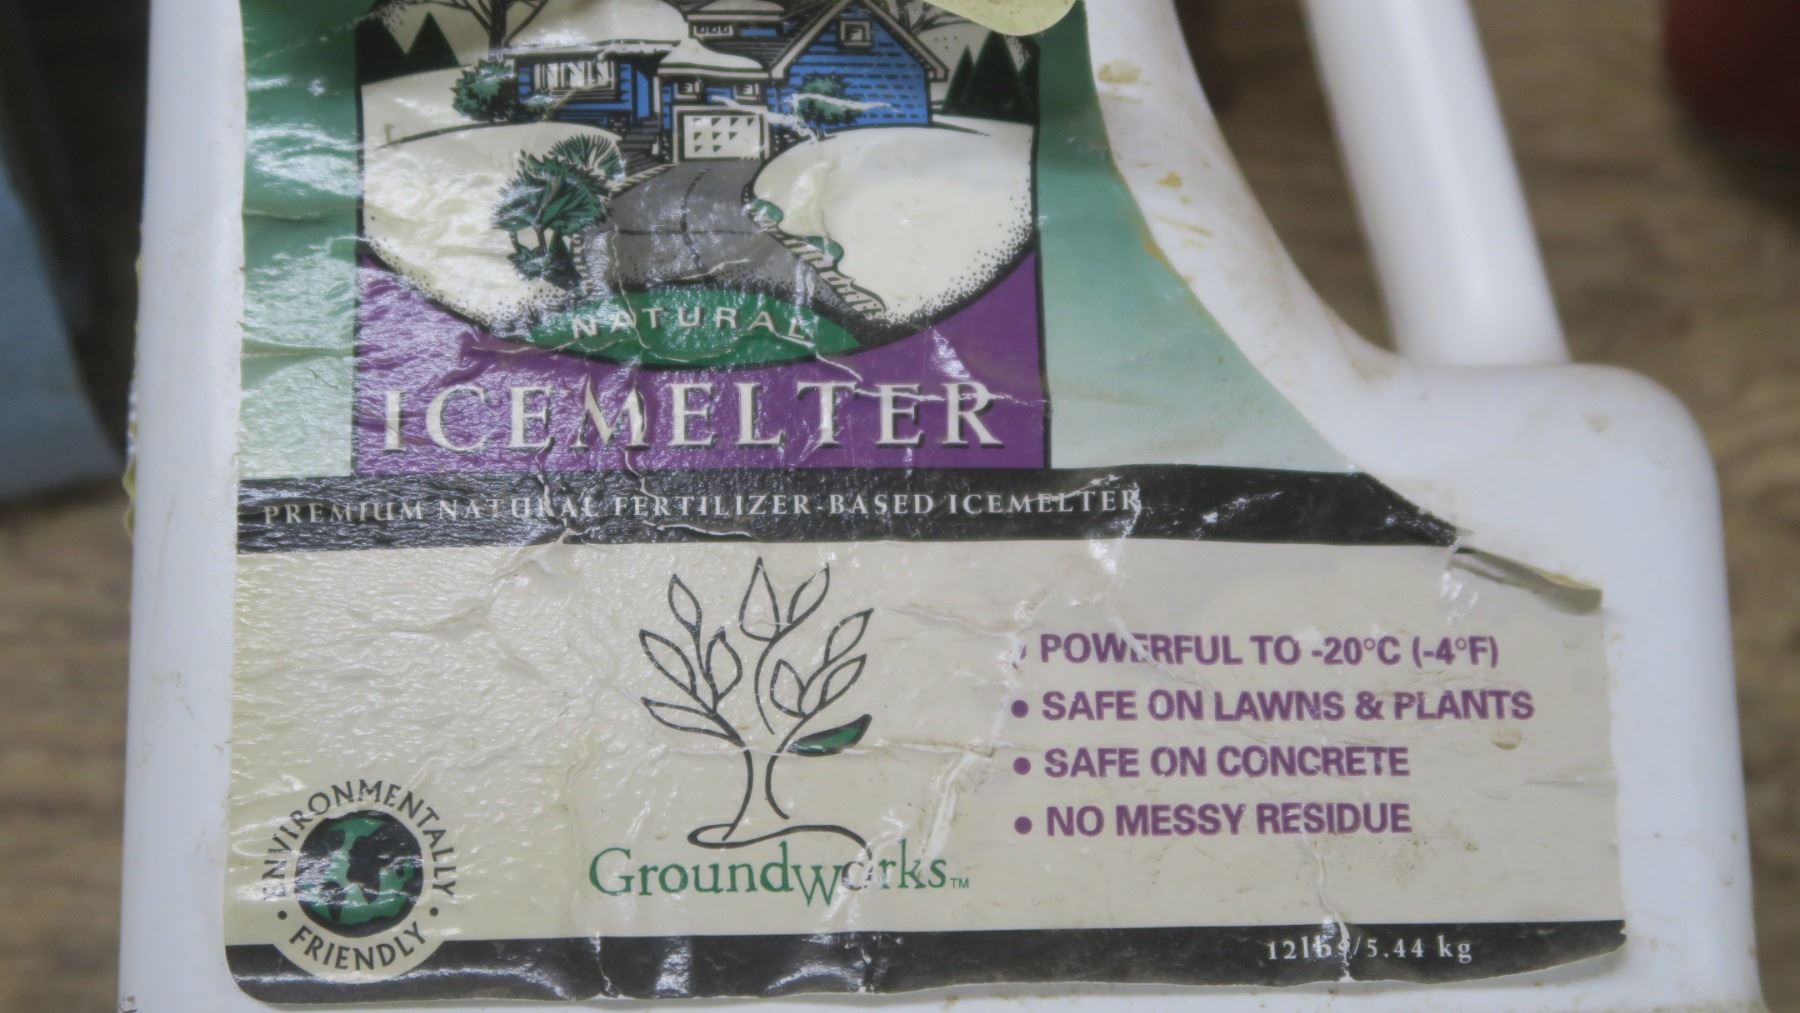 NATURAL
ICEMELTER
PREMIUM NATURAL FERTILIZER-BASED ICEMELTER
• POWERFUL TO -20°C (-4°F)
• SAFE ON LAWNS & PLANTS
• SAFE ON CONCRETE
• NO MESSY RESIDUE
ENVIRONMENTALLY
• FRIENDLY •
Groundworks™
12lbs/5.44 kg